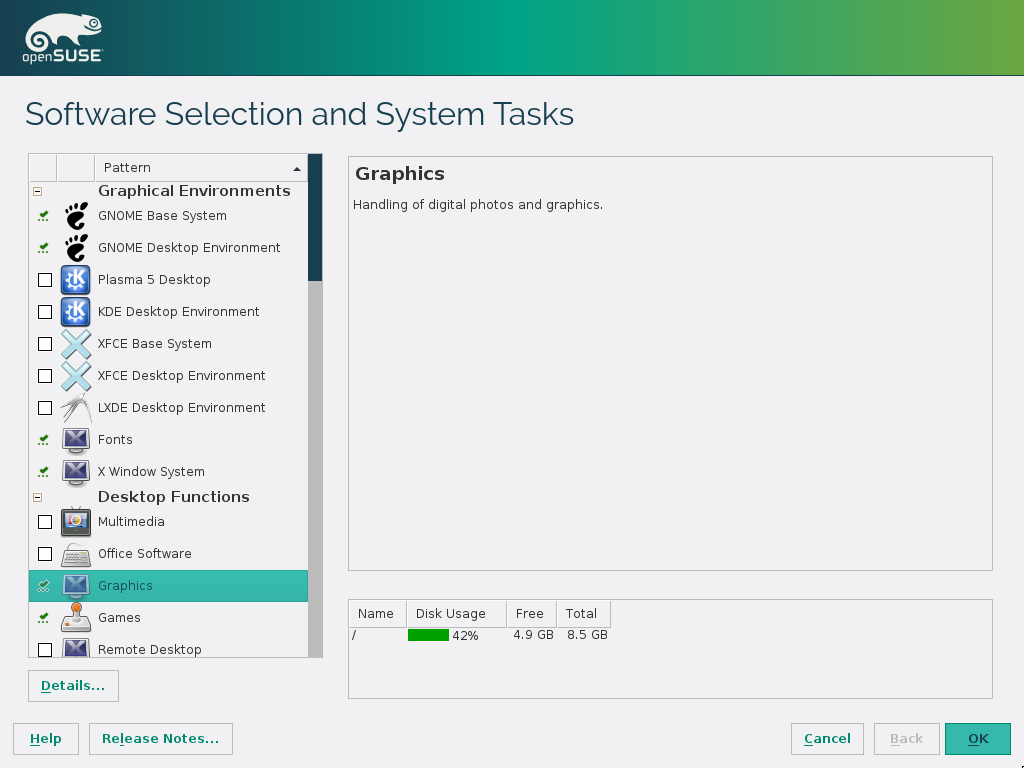 openSUSE
Software Selection and System Tasks
Pattern
Graphical Environments
GNOME Base System
GNOME Desktop Environment
Plasma 5 Desktop
KDE Desktop Environment
XFCE Base System
XFCE Desktop Environment
LXDE Desktop Environment
Fonts
X Window System
Desktop Functions
Multimedia
Office Software
Graphics
Games
Remote Desktop
Details...
Graphics
Handling of digital photos and graphics.
Name Disk Usage Free Total
/ 42% 4.9 GB 8.5 GB
Help Release Notes... Cancel Back OK